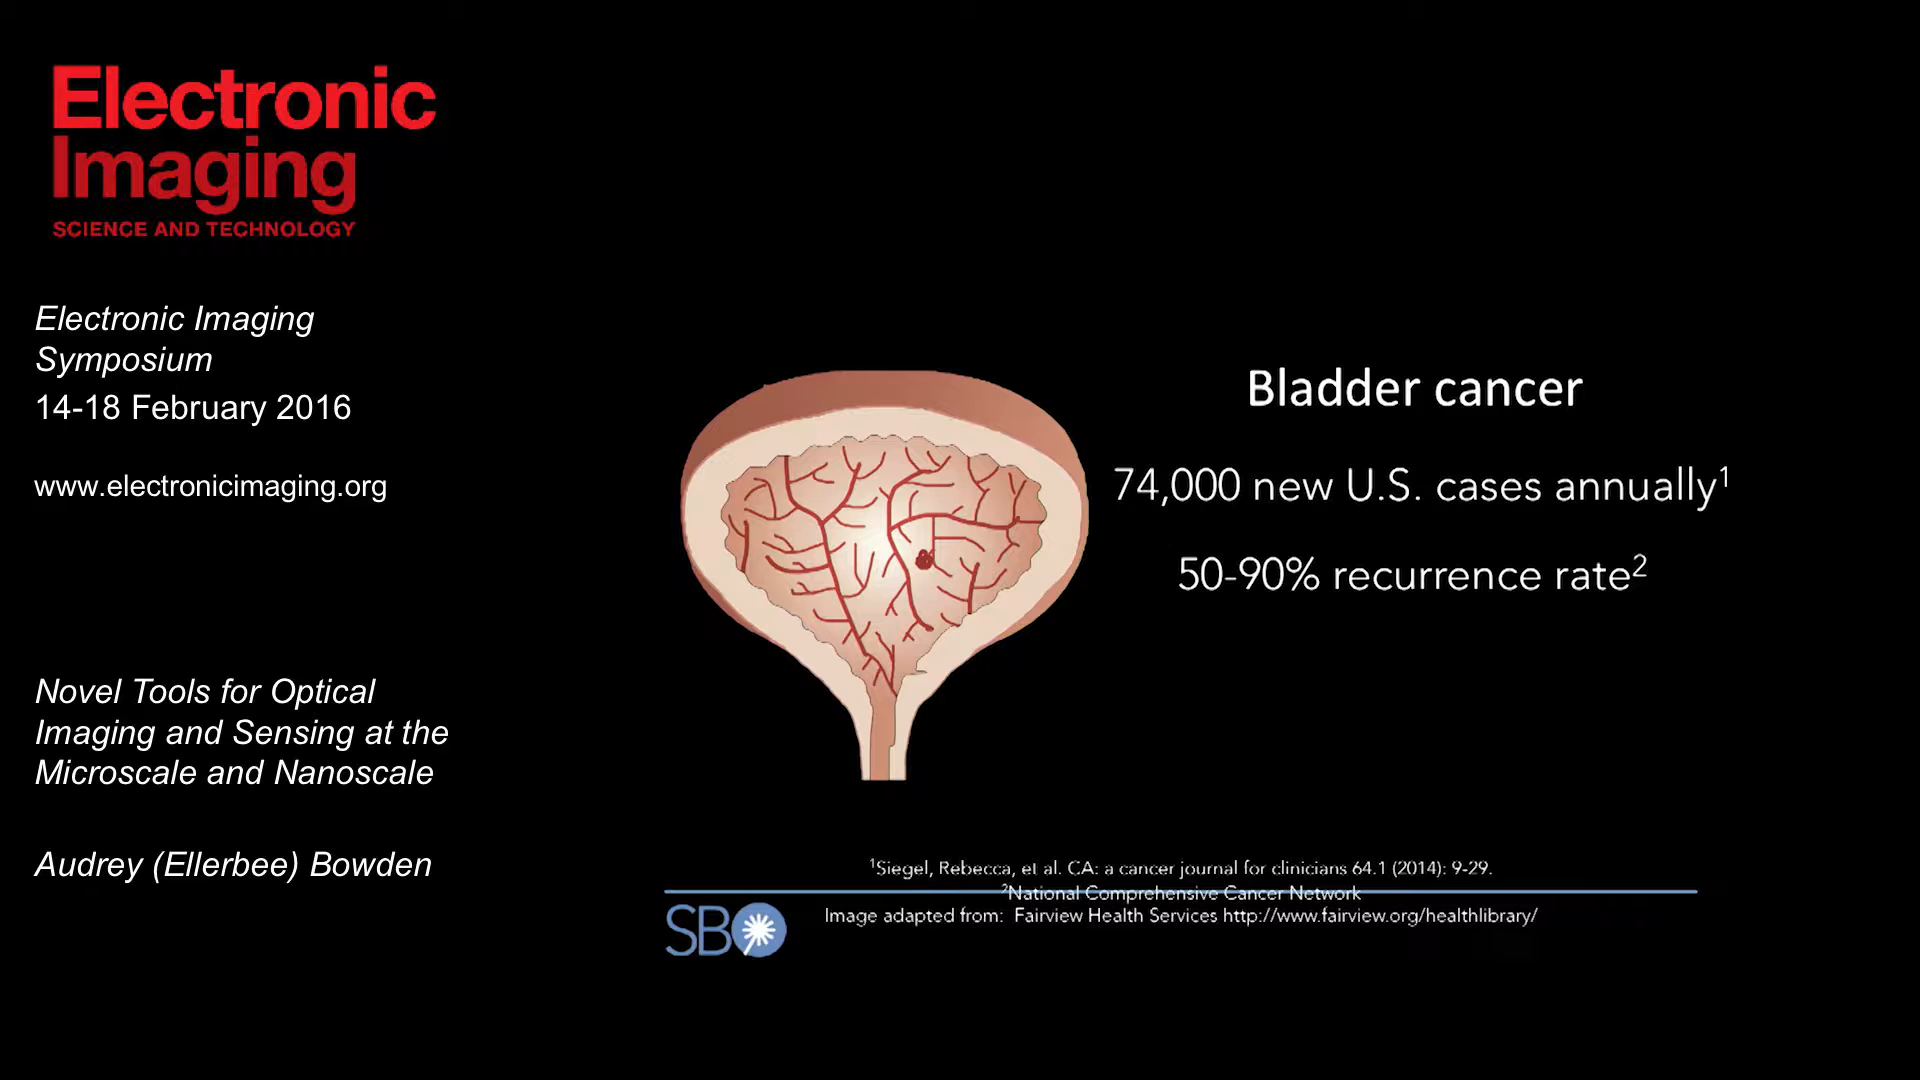 Electronic
Imaging
SCIENCE AND TECHNOLOGY
Electronic Imaging
Symposium
14-18 February 2016
www.electronicimaging.org
Novel Tools for Optical
Imaging and Sensing at the
Microscale and Nanoscale
Audrey (Ellerbee) Bowden
Bladder cancer
74,000 new U.S. cases annually¹
50-90% recurrence rate²
¹Siegel, Rebecca, et al. CA: a cancer journal for clinicians 64.1 (2014): 9-29.
²National Comprehensive Cancer Network
Image adapted from: Fairview Health Services http://www.fairview.org/healthlibrary/
SBO